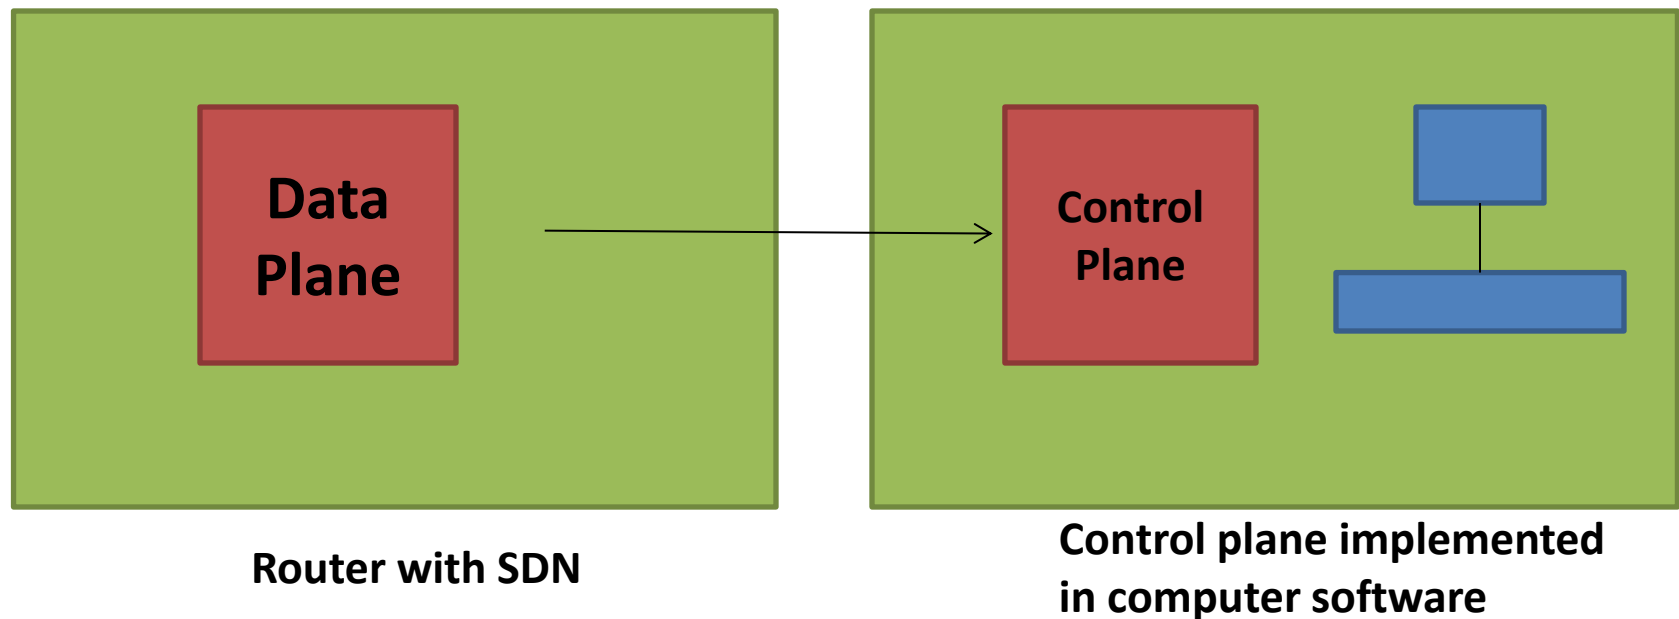 Data
Plane
Control
Plane
Router with SDN
Control plane implemented
in computer software